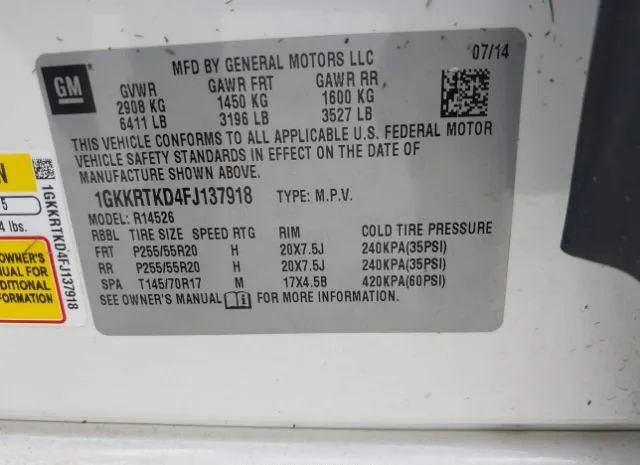 MFD BY GENERAL MOTORS LLC 07/14
GM
GVWR GAWR FRT GAWR RR
2908 KG 1450 KG 1600 KG
6411 LB 3196 LB 3527 LB
THIS VEHICLE CONFORMS TO ALL APPLICABLE U.S. FEDERAL MOTOR
VEHICLE SAFETY STANDARDS IN EFFECT ON THE DATE OF
MANUFACTURE SHOWN ABOVE.
1GKKRTKD4FJ137918 TYPE: M.P.V.
MODEL: R14526
RBBL TIRE SIZE SPEED RTG RIM COLD TIRE PRESSURE
FRT P255/55R20 H 20X7.5J 240KPA(35PSI)
RR P255/55R20 H 20X7.5J 240KPA(35PSI)
SPA T145/70R17 M 17X4.5B 420KPA(60PSI)
SEE OWNER'S MANUAL FOR MORE INFORMATION.
1GKKRTKD4FJ137918
N
5
lbs.
OWNER'S
MANUAL FOR
ADDITIONAL
FORMATION